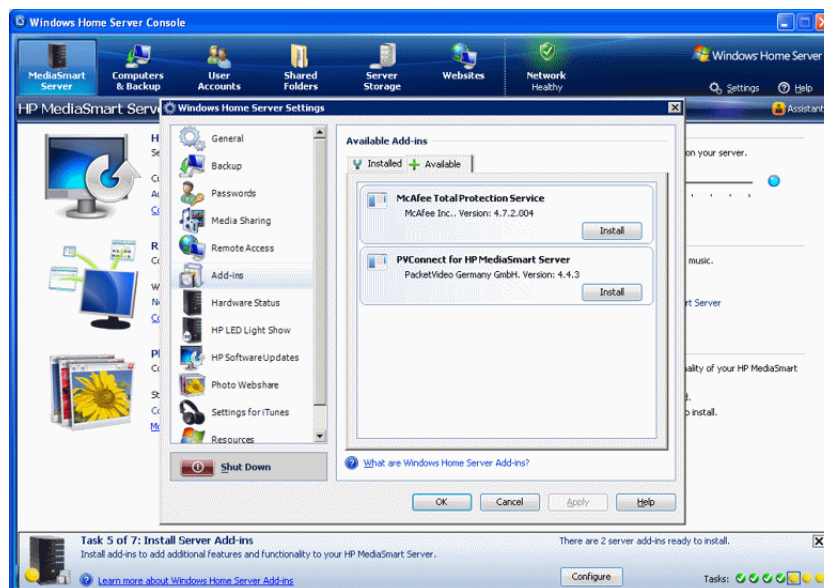 Windows Home Server Console
MediaSmart Server
Computers & Backup
User Accounts
Shared Folders
Server Storage
Websites
Network
Healthy
Windows Home Server
Settings
Help
HP MediaSmart Serv
Assistant
Windows Home Server Settings
General
Backup
Passwords
Media Sharing
Remote Access
Add-ins
Hardware Status
HP LED Light Show
HP Software Updates
Photo Webshare
Settings for iTunes
Resources
Shut Down
Available Add-ins
Installed
Available
McAfee Total Protection Service
McAfee Inc.. Version: 4.7.2.004
Install
PVConnect for HP MediaSmart Server
PacketVideo Germany GmbH. Version: 4.4.3
Install
What are Windows Home Server Add-ins?
OK
Cancel
Apply
Help
on your server.
music.
rt Server
ality of your HP MediaSmart
o install.
Task 5 of 7: Install Server Add-ins
Install add-ins to add additional features and functionality to your HP MediaSmart Server.
Learn more about Windows Home Server Add-ins
There are 2 server add-ins ready to install.
Configure
Tasks: